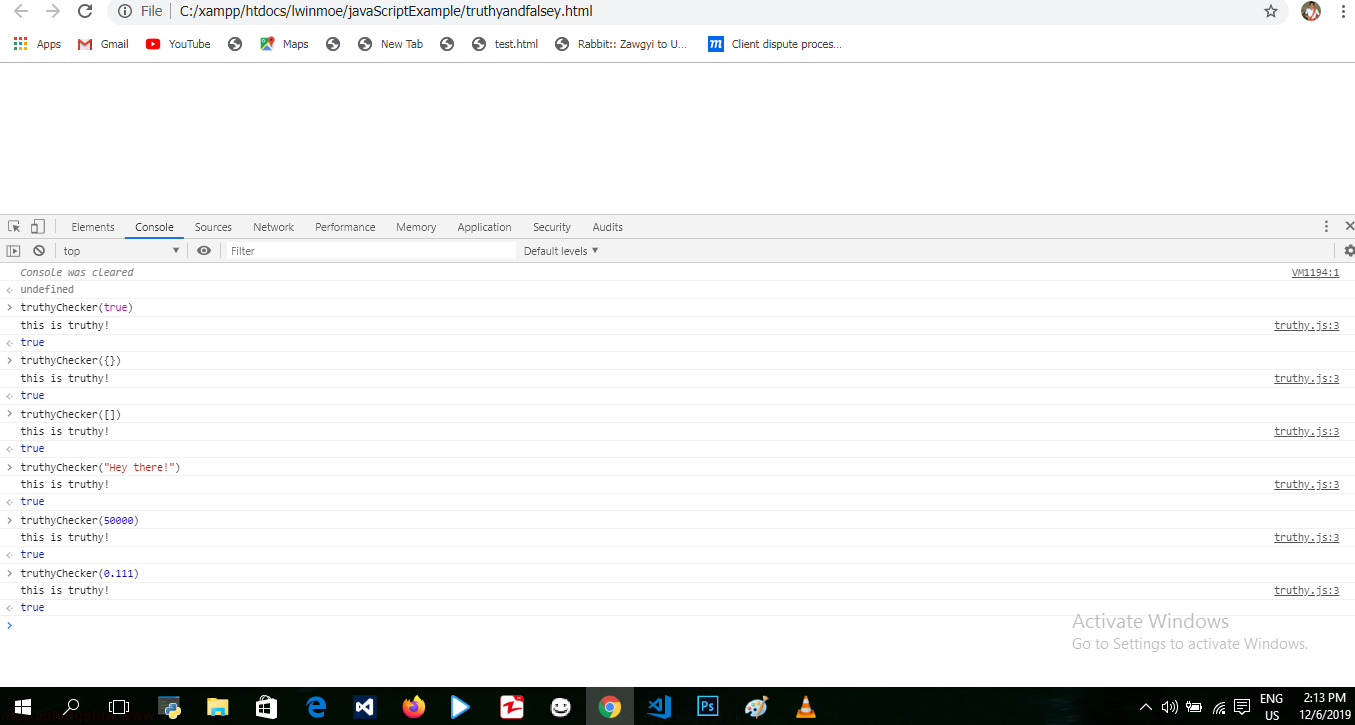 File C:/xampp/htdocs/lwinmoe/javaScriptExample/truthyandfalsey.html
Apps Gmail YouTube Maps New Tab test.html Rabbit:: Zawgyi to U... m Client dispute proces...
Elements Console Sources Network Performance Memory Application Security Audits
top Filter Default levels
Console was cleared VM1194:1
undefined
truthyChecker(true)
this is truthy! truthy.js:3
true
truthyChecker({})
this is truthy! truthy.js:3
true
truthyChecker([])
this is truthy! truthy.js:3
true
truthyChecker("Hey there!")
this is truthy! truthy.js:3
true
truthyChecker(50000)
this is truthy! truthy.js:3
true
truthyChecker(0.111)
this is truthy! truthy.js:3
true
Activate Windows
Go to Settings to activate Windows.
Ps
ENG 2:13 PM
US 12/6/2019